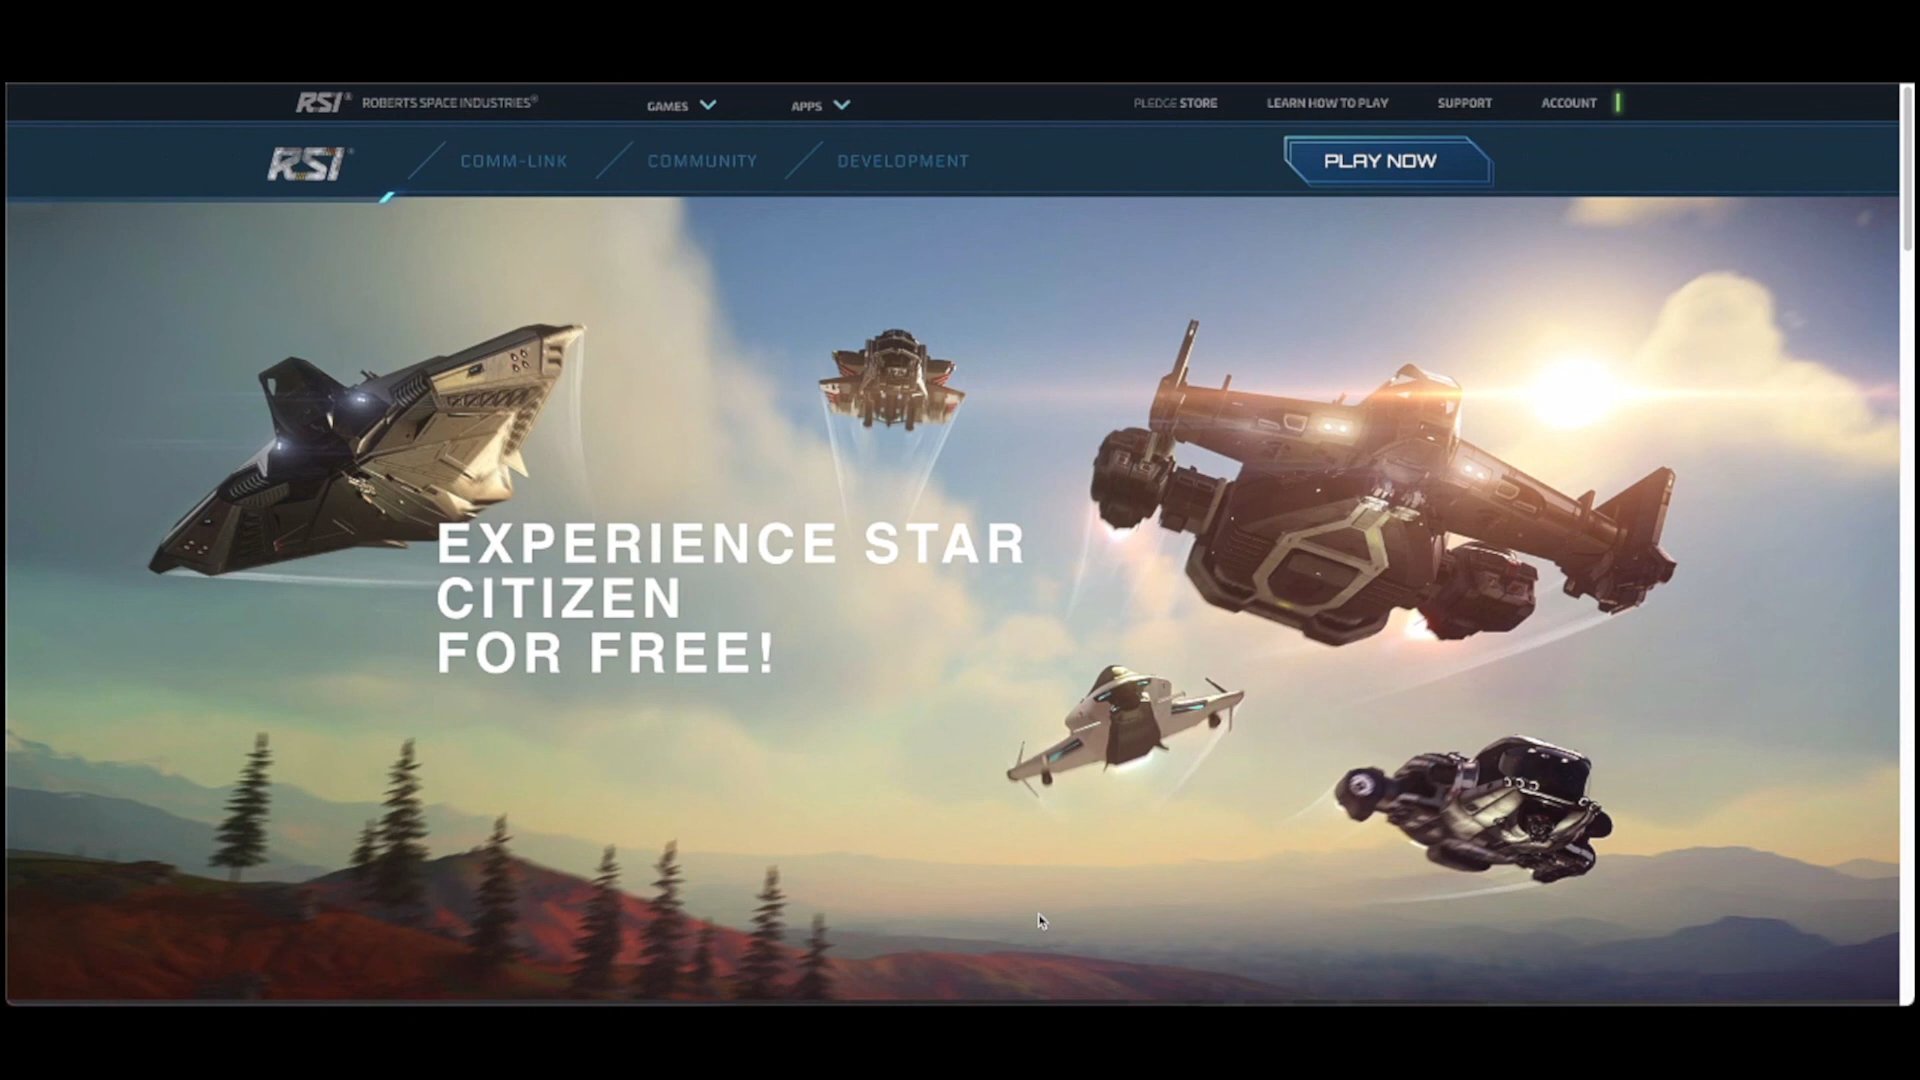 RSI® ROBERTS SPACE INDUSTRIES®
GAMES
APPS
PLEDGE STORE
LEARN HOW TO PLAY
SUPPORT
ACCOUNT
RSI
COMM-LINK
COMMUNITY
DEVELOPMENT
PLAY NOW
EXPERIENCE STAR
CITIZEN
FOR FREE!